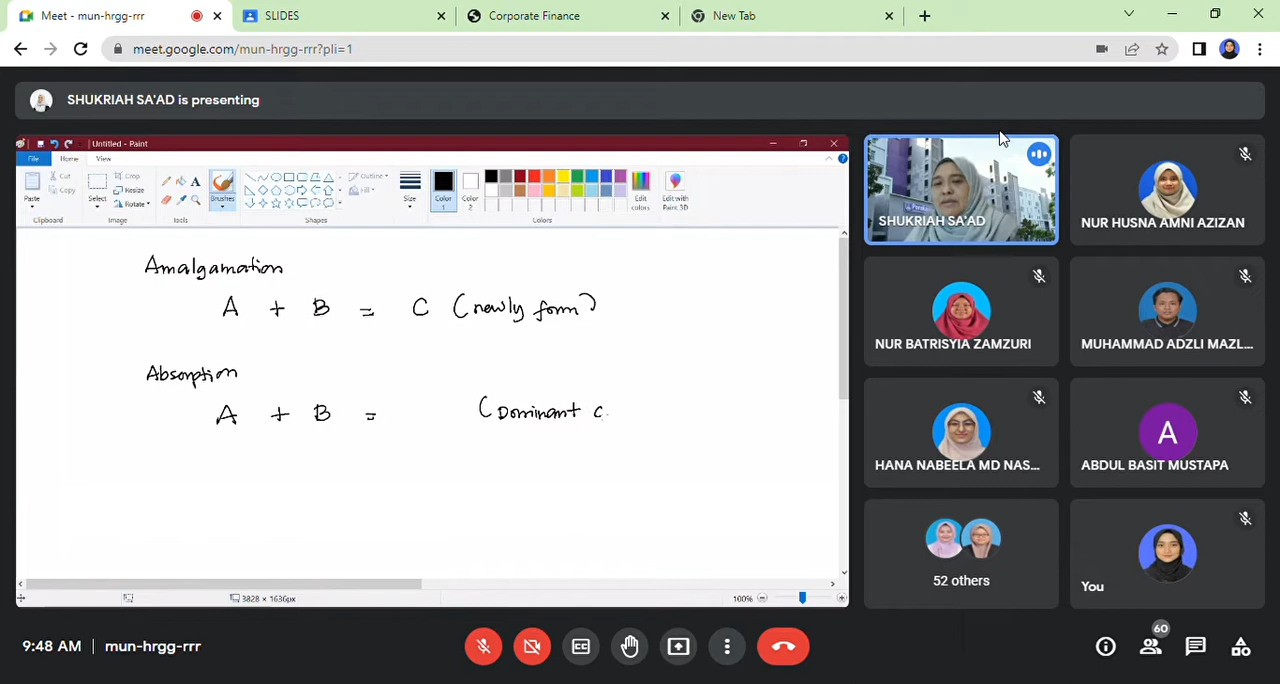 Meet - mun-hrgg-rrr
SLIDES
Corporate Finance
New Tab
meet.google.com/mun-hrgg-rrr?pli=1
SHUKRIAH SA'AD is presenting
Untitled - Paint
File Home View
Paste
Cut
Copy
Clipboard
Select
Crop
Resize
Rotate
Image
Tools
Brushes
Outline
Fill
Shapes
Size
Color 1
Color 2
Edit colors
Edit with Paint 3D
Colors
Amalgamation
A + B = C (newly form)
Absorption
A + B = (Dominant c
3828 × 1636px
100%
SHUKRIAH SA'AD
NUR HUSNA AMNI AZIZAN
NUR BATRISYIA ZAMZURI
MUHAMMAD ADZLI MAZL...
HANA NABEELA MD NAS...
A
ABDUL BASIT MUSTAPA
52 others
You
9:48 AM | mun-hrgg-rrr
60